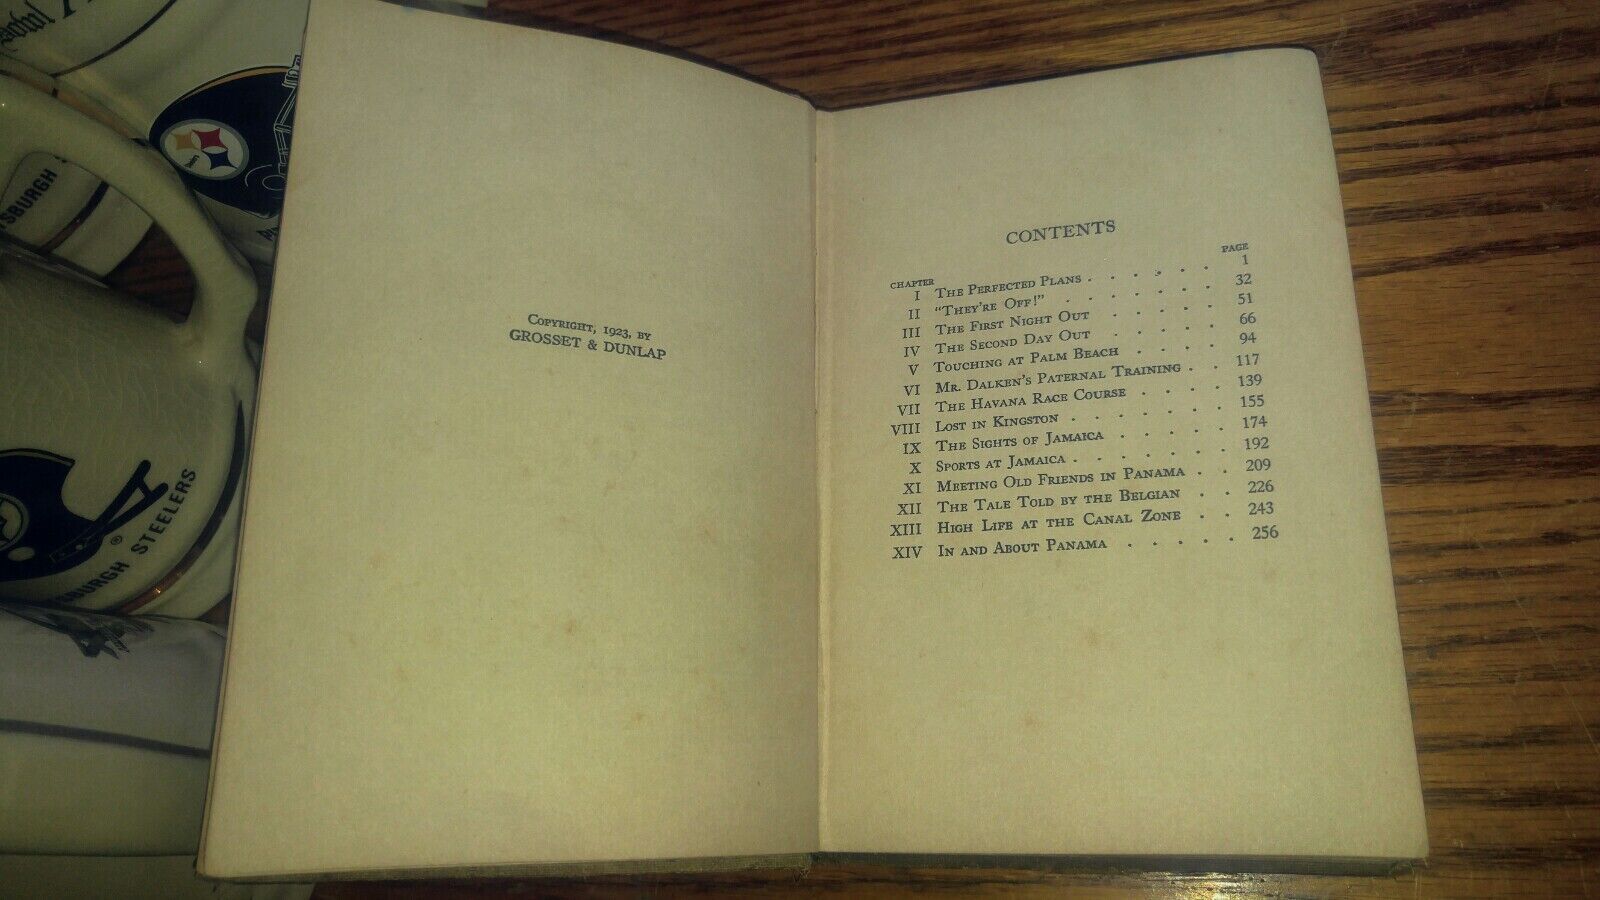 SBURGH
PI
® STEELERS
SBURGH
Copyright, 1923, by
GROSSET & DUNLAP
CONTENTS
CHAPTER PAGE
I The Perfected Plans . . . . . . 1
II "They're Off!" . . . . . . . 32
III The First Night Out . . . . . 51
IV The Second Day Out . . . . . 66
V Touching at Palm Beach . . . . 94
VI Mr. Dalken's Paternal Training . . 117
VII The Havana Race Course . . . . 139
VIII Lost in Kingston . . . . . . 155
IX The Sights of Jamaica . . . . . 174
X Sports at Jamaica . . . . . . 192
XI Meeting Old Friends in Panama . . 209
XII The Tale Told by the Belgian . . 226
XIII High Life at the Canal Zone . . 243
XIV In and About Panama . . . . . 256